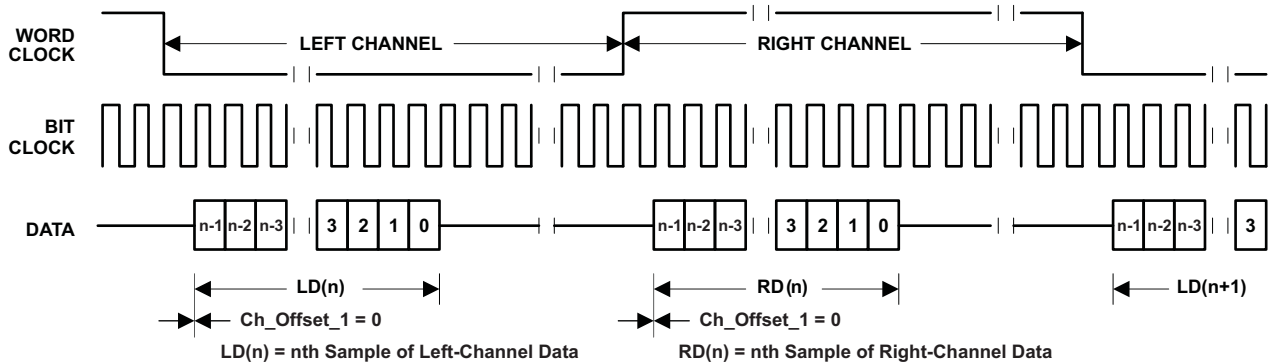 WORD
CLOCK
LEFT CHANNEL
RIGHT CHANNEL
BIT
CLOCK
DATA
n-1 n-2 n-3 3 2 1 0 n-1 n-2 n-3 3 2 1 0 n-1 n-2 n-3 3
LD(n) RD(n) LD(n+1)
Ch_Offset_1 = 0 Ch_Offset_1 = 0
LD(n) = nth Sample of Left-Channel Data RD(n) = nth Sample of Right-Channel Data